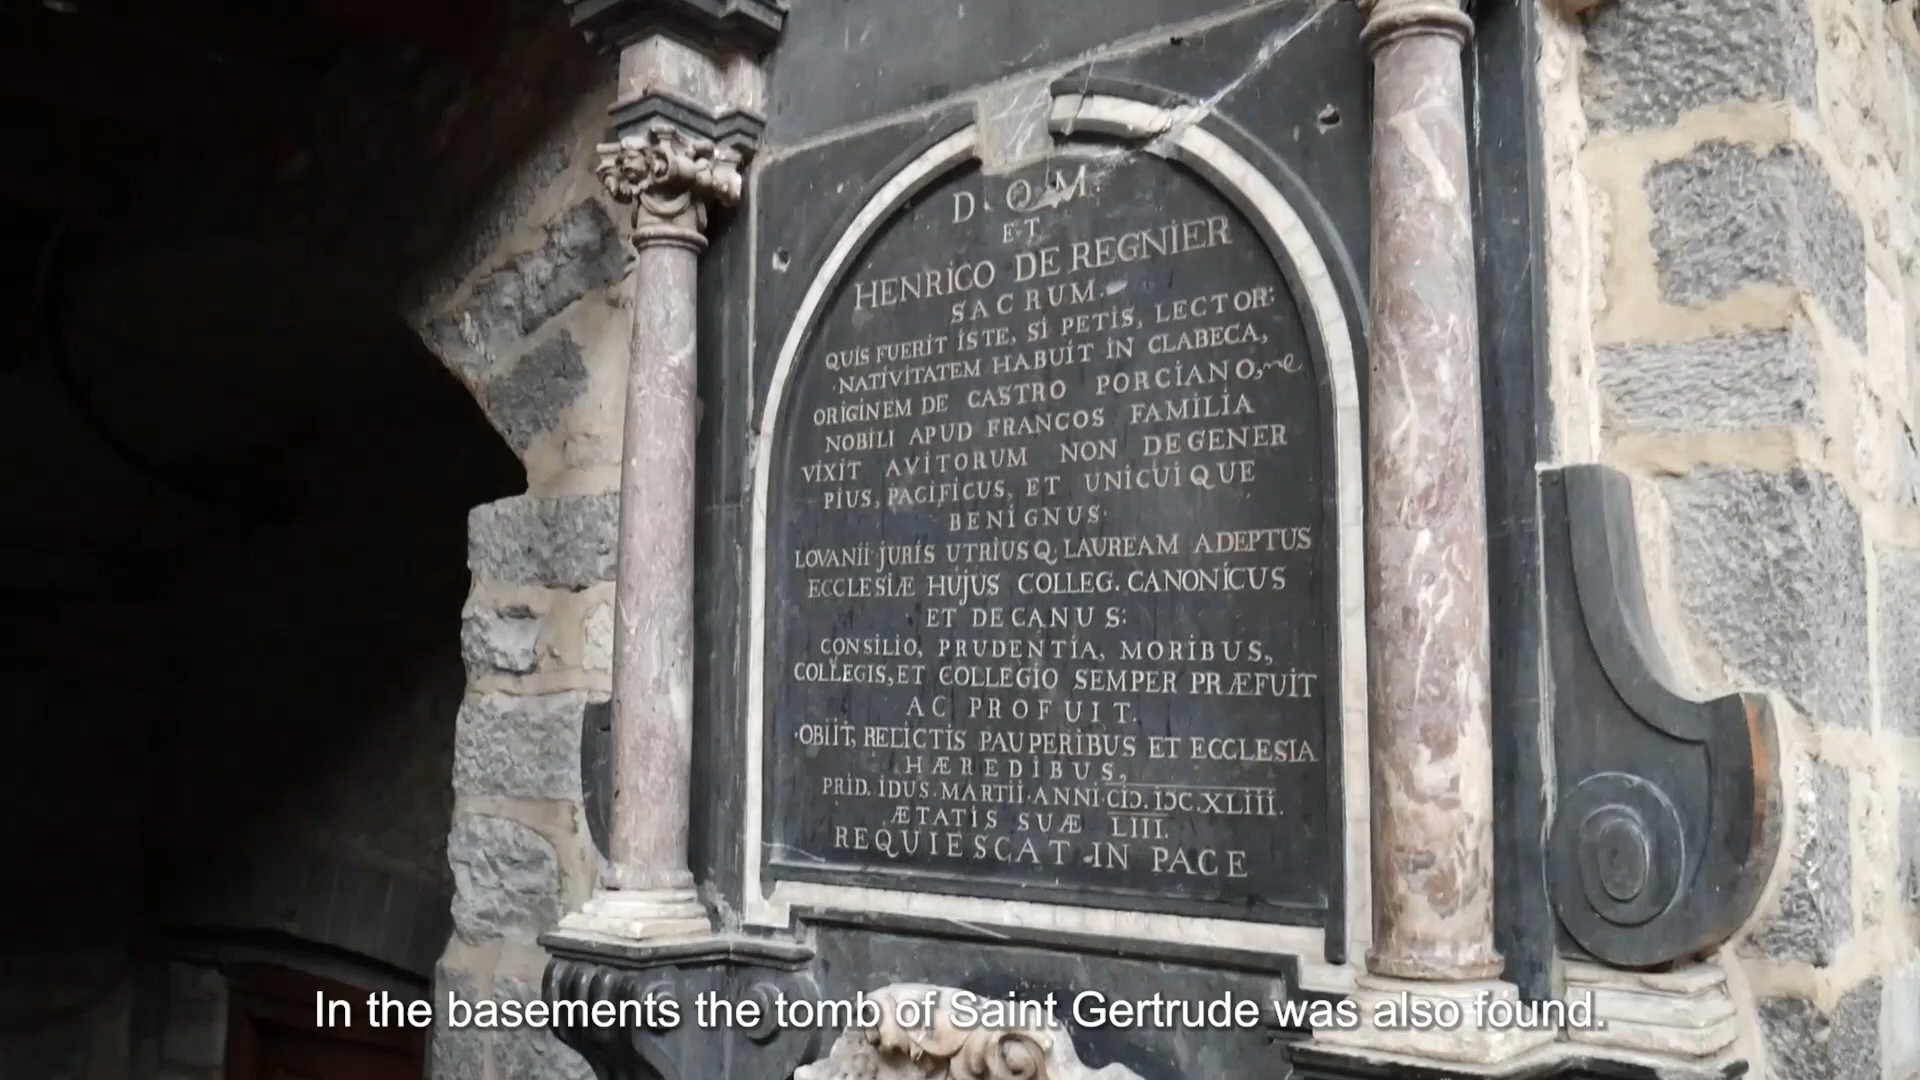 D. O. M.
ET
HENRICO DE REGNIER
SACRUM.
QUIS FUERIT ISTE, SI PETIS, LECTOR:
NATIVITATEM HABUIT IN CLABECA,
ORIGINEM DE CASTRO PORCIANO,
NOBILI APUD FRANCOS FAMILIA
VIXIT AVITORUM NON DEGENER
PIUS, PACIFICUS, ET UNICUIQUE
BENIGNUS.
LOVANII JURIS UTRIUSQ. LAUREAM ADEPTUS
ECCLESIÆ HUJUS COLLEG. CANONICUS
ET DECANUS:
CONSILIO, PRUDENTIA, MORIBUS,
COLLEGIS, ET COLLEGIO SEMPER PRÆFUIT
AC PROFUIT.
OBIIT, RELICTIS PAUPERIBUS ET ECCLESIA
HÆREDIBUS,
PRID. IDUS. MARTII. ANNI. CIƆ. IƆC. XLIII.
ÆTATIS SUÆ LIII.
REQUIESCAT IN PACE
In the basements the tomb of Saint Gertrude was also found.